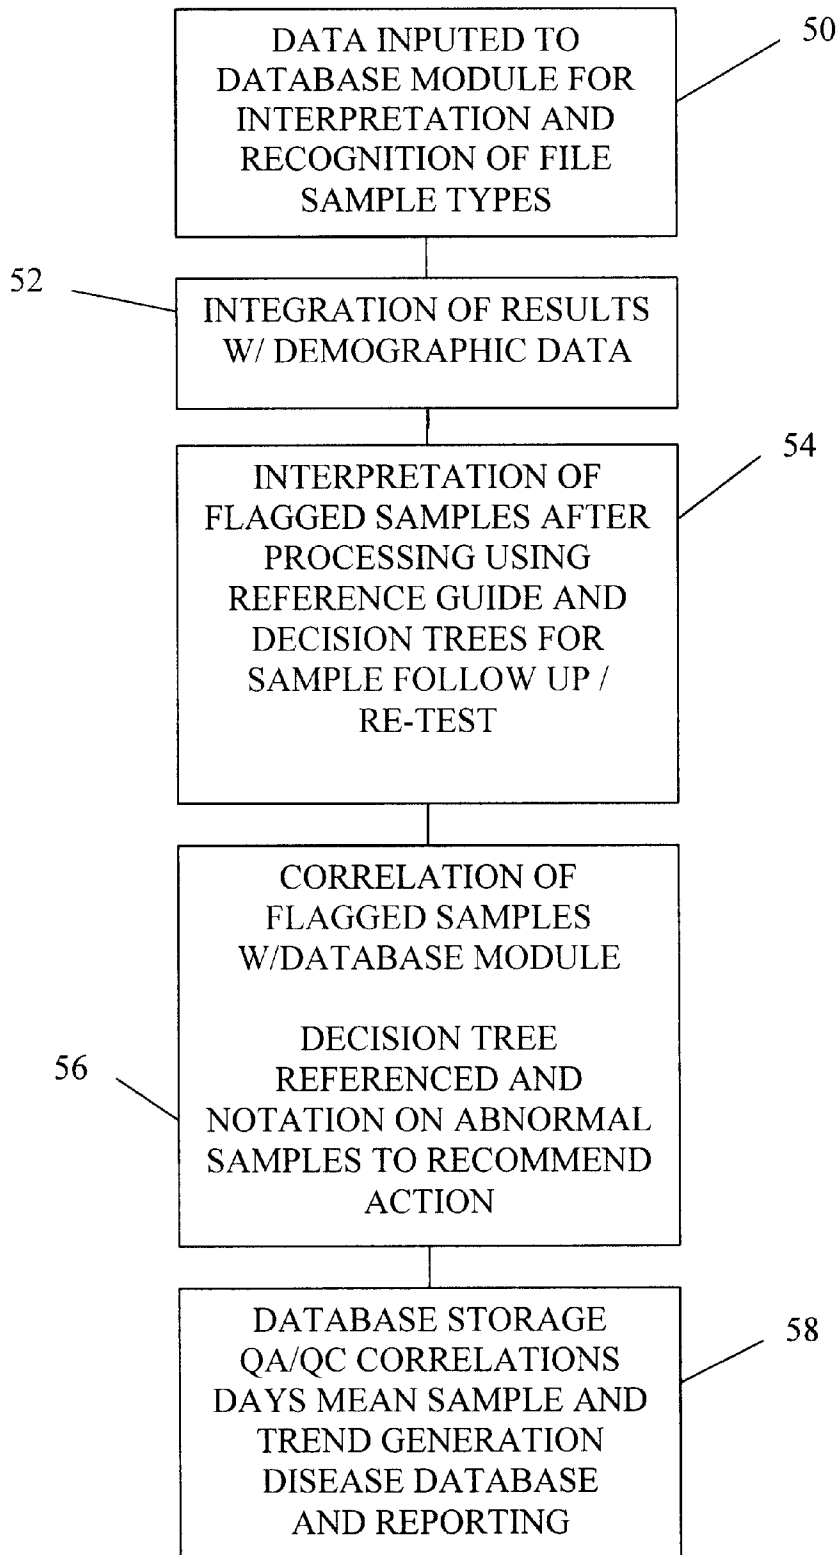 DATA INPUTED TO
DATABASE MODULE FOR
INTERPRETATION AND
RECOGNITION OF FILE
SAMPLE TYPES
50
52
INTEGRATION OF RESULTS
W/ DEMOGRAPHIC DATA
54
INTERPRETATION OF
FLAGGED SAMPLES AFTER
PROCESSING USING
REFERENCE GUIDE AND
DECISION TREES FOR
SAMPLE FOLLOW UP /
RE-TEST
CORRELATION OF
FLAGGED SAMPLES
W/DATABASE MODULE
DECISION TREE
REFERENCED AND
NOTATION ON ABNORMAL
SAMPLES TO RECOMMEND
ACTION
56
DATABASE STORAGE
QA/QC CORRELATIONS
DAYS MEAN SAMPLE AND
TREND GENERATION
DISEASE DATABASE
AND REPORTING
58